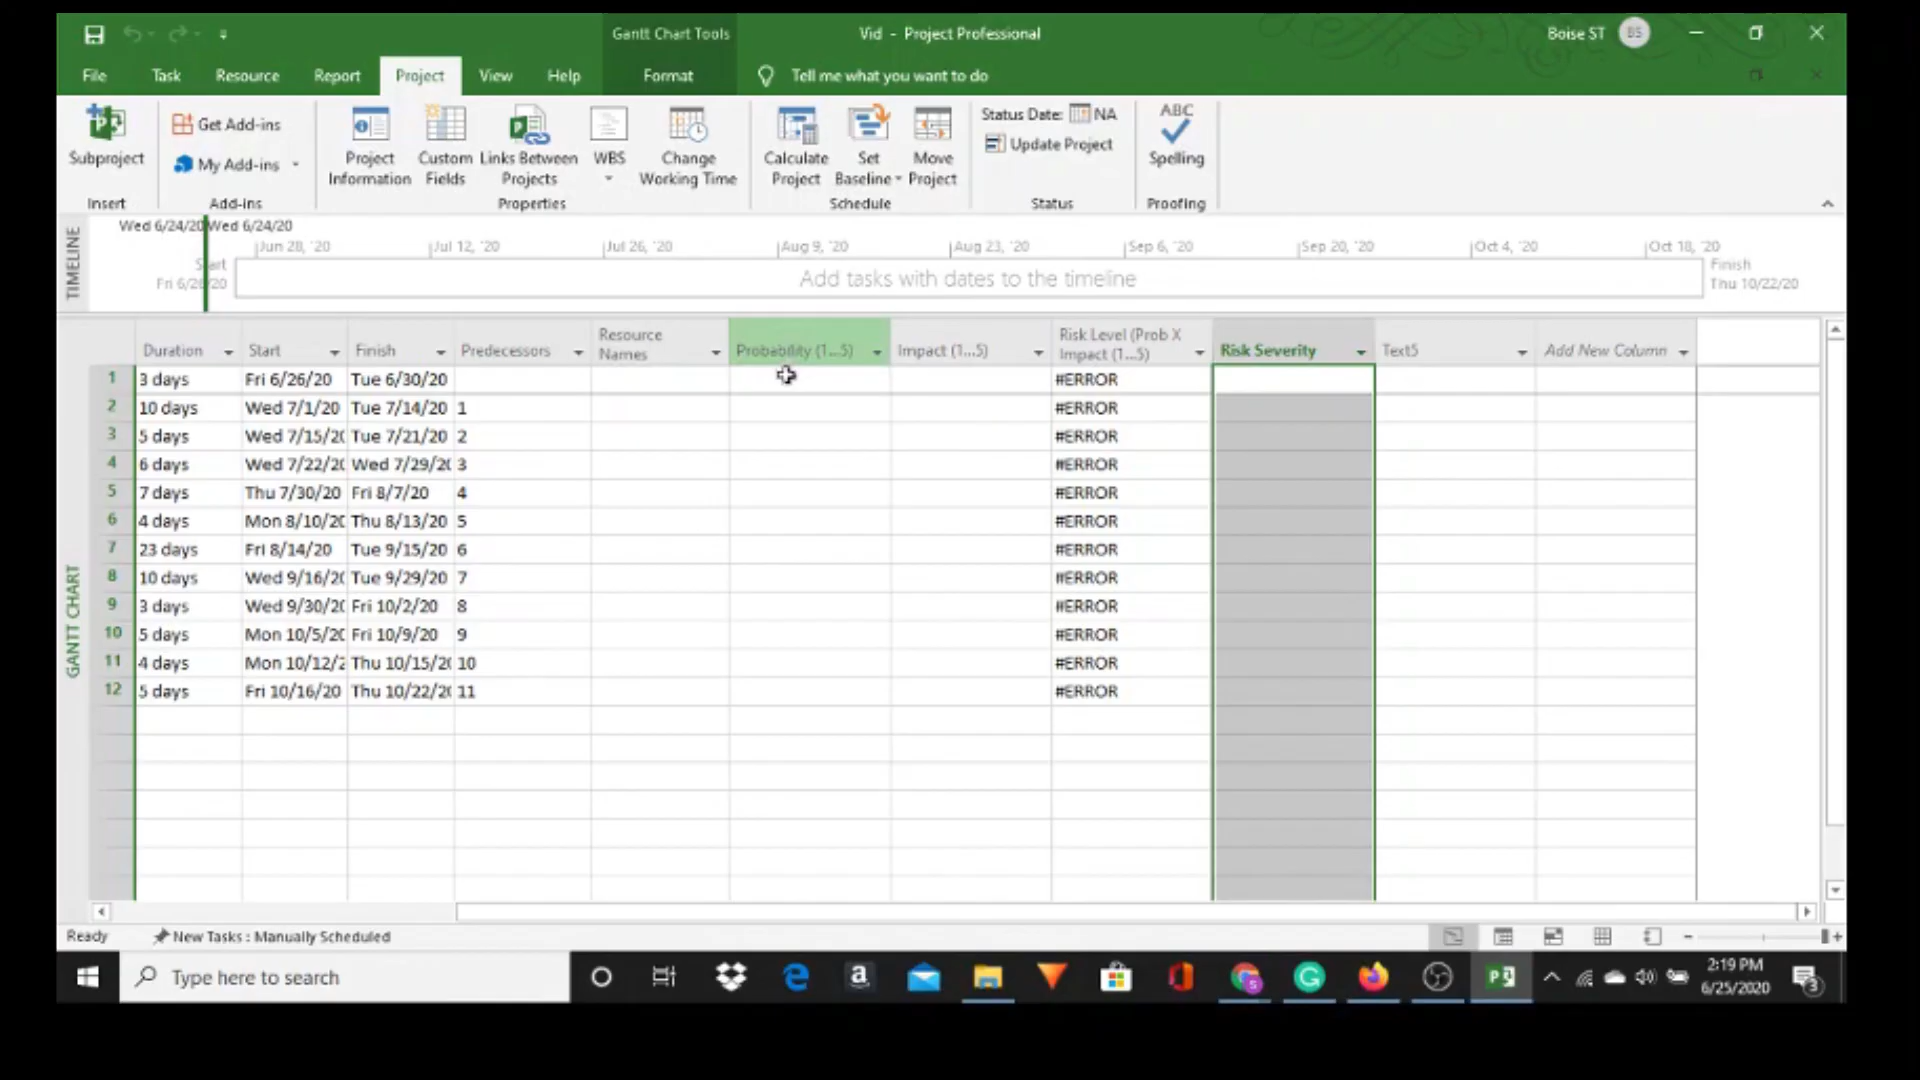 Gantt Chart Tools
Vid - Project Professional
Boise ST
BS
File Task Resource Report Project View Help Format Tell me what you want to do
Subproject
Insert
Get Add-ins
My Add-ins
Add-ins
Project Information
Custom Fields
Links Between Projects
WBS
Change Working Time
Properties
Calculate Project
Set Baseline
Move Project
Schedule
Status Date: NA
Update Project
Status
ABC
Spelling
Proofing
TIMELINE
Wed 6/24/20 Wed 6/24/20
Jun 28, '20 Jul 12, '20 Jul 26, '20 Aug 9, '20 Aug 23, '20 Sep 6, '20 Sep 20, '20 Oct 4, '20 Oct 18, '20
Add tasks with dates to the timeline
Finish
Thu 10/22/20
GANTT CHART
Duration Start Finish Predecessors Resource Names Probability (1...5) Impact (1...5) Risk Level (Prob X Impact (1...5) Risk Severity Text5 Add New Column
1 3 days Fri 6/26/20 Tue 6/30/20 #ERROR
2 10 days Wed 7/1/20 Tue 7/14/20 1 #ERROR
3 5 days Wed 7/15/20 Tue 7/21/20 2 #ERROR
4 6 days Wed 7/22/20 Wed 7/29/20 3 #ERROR
5 7 days Thu 7/30/20 Fri 8/7/20 4 #ERROR
6 4 days Mon 8/10/20 Thu 8/13/20 5 #ERROR
7 23 days Fri 8/14/20 Tue 9/15/20 6 #ERROR
8 10 days Wed 9/16/20 Tue 9/29/20 7 #ERROR
9 3 days Wed 9/30/20 Fri 10/2/20 8 #ERROR
10 5 days Mon 10/5/20 Fri 10/9/20 9 #ERROR
11 4 days Mon 10/12/2 Thu 10/15/20 10 #ERROR
12 5 days Fri 10/16/20 Thu 10/22/20 11 #ERROR
Ready New Tasks : Manually Scheduled
Type here to search
2:19 PM
6/25/2020
3